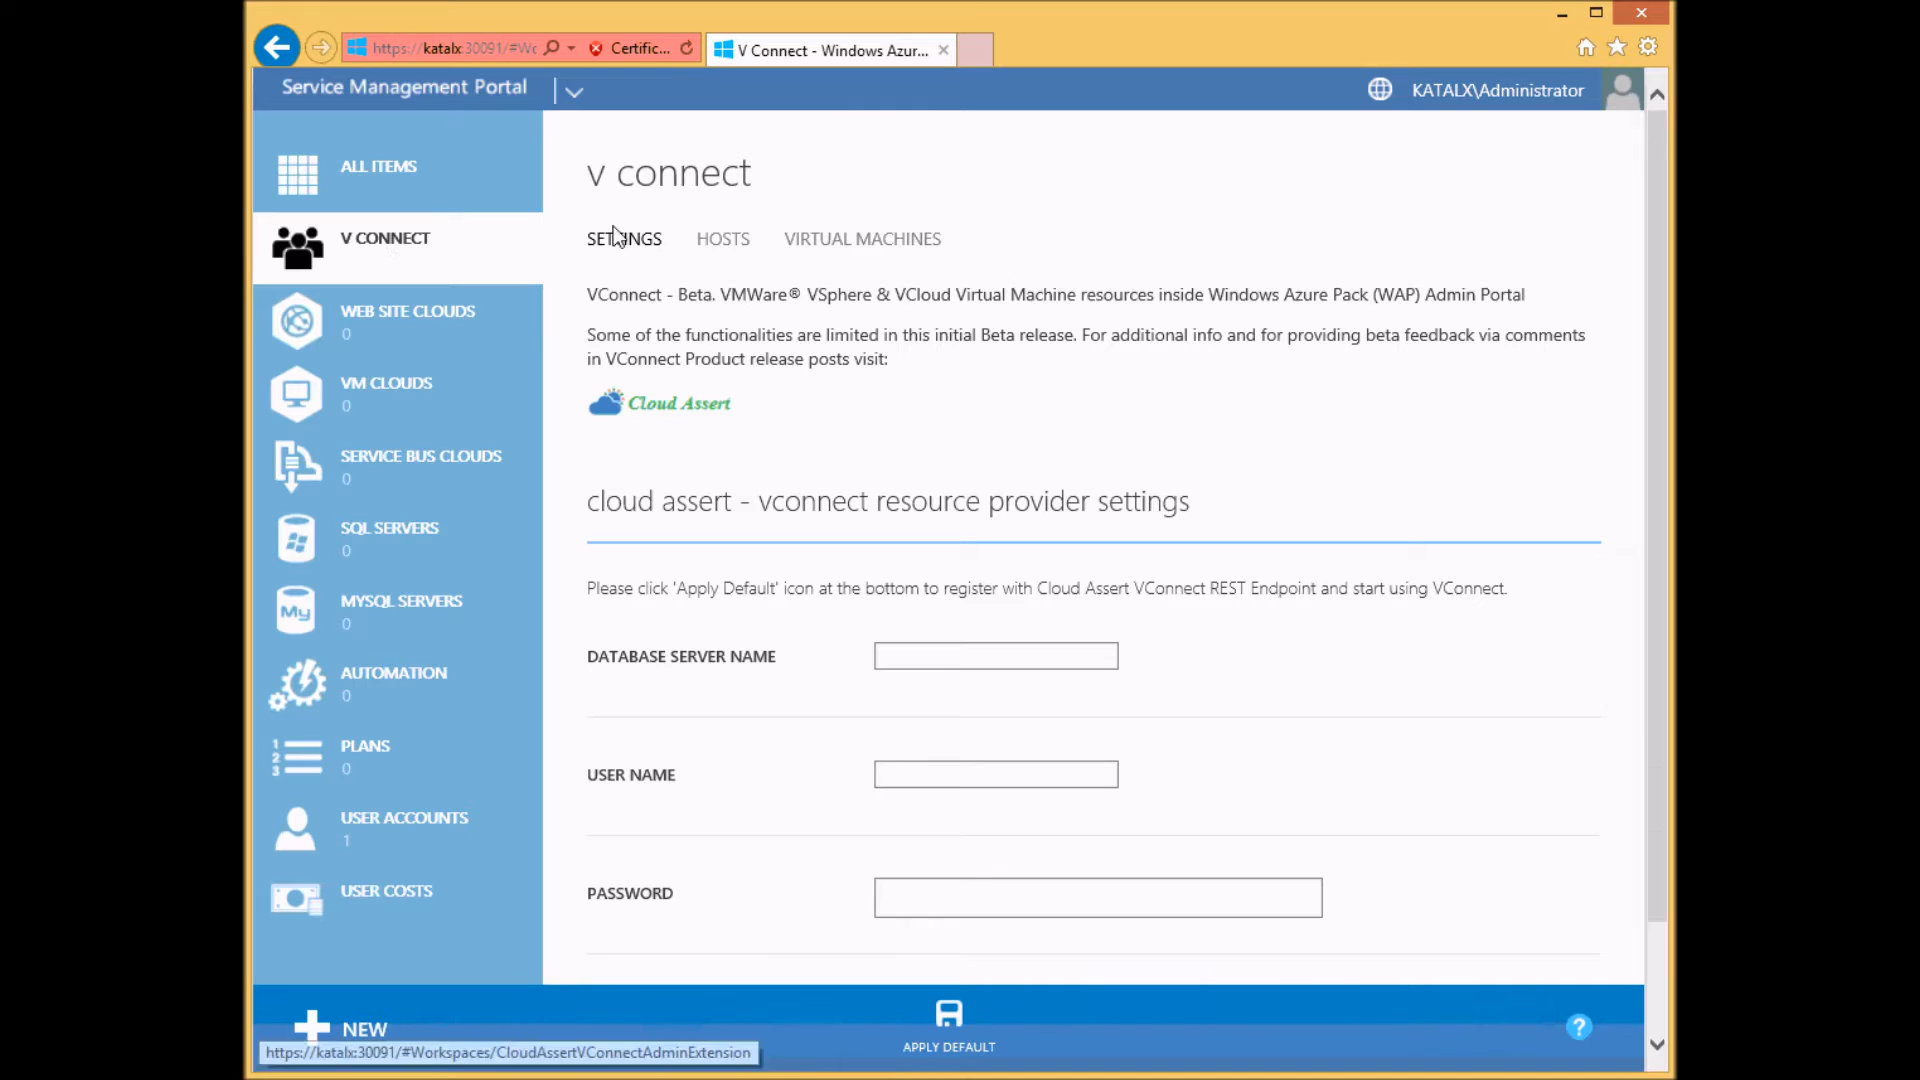 https://katalx:30091/#Wc
Certific...
V Connect - Windows Azur...
Service Management Portal
KATALX\Administrator
ALL ITEMS
V CONNECT
WEB SITE CLOUDS
0
VM CLOUDS
0
SERVICE BUS CLOUDS
0
SQL SERVERS
0
My
MYSQL SERVERS
0
AUTOMATION
0
1
2
3
PLANS
0
USER ACCOUNTS
1
USER COSTS
v connect
SETTINGS HOSTS VIRTUAL MACHINES
VConnect - Beta. VMWare® VSphere & VCloud Virtual Machine resources inside Windows Azure Pack (WAP) Admin Portal
Some of the functionalities are limited in this initial Beta release. For additional info and for providing beta feedback via comments
in VConnect Product release posts visit:
Cloud Assert
cloud assert - vconnect resource provider settings
Please click 'Apply Default' icon at the bottom to register with Cloud Assert VConnect REST Endpoint and start using VConnect.
DATABASE SERVER NAME
USER NAME
PASSWORD
NEW
APPLY DEFAULT
?
https://katalx:30091/#Workspaces/CloudAssertVConnectAdminExtension